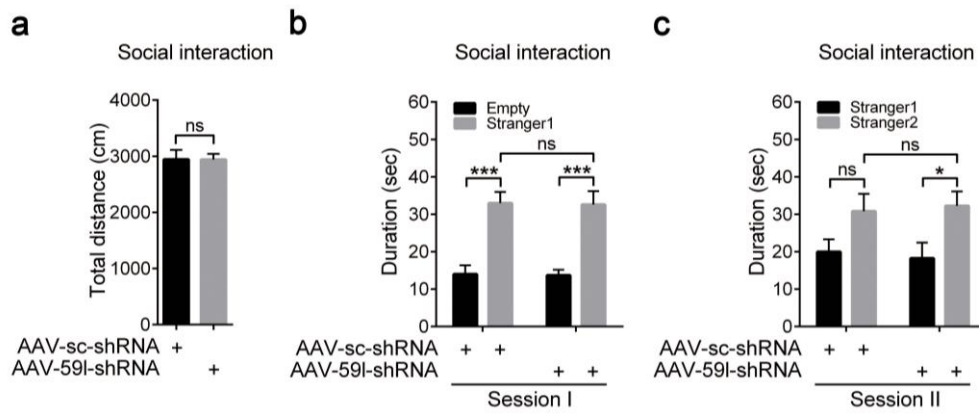 a
Social interaction
Total distance (cm)
4000
3000
2000
1000
0
ns
AAV-sc-shRNA +
AAV-59I-shRNA +
b
Social interaction
Empty
Stranger1
Duration (sec)
60
50
40
30
20
10
0
ns
*** ***
AAV-sc-shRNA + +
AAV-59I-shRNA + +
Session I
c
Social interaction
Stranger1
Stranger2
Duration (sec)
60
50
40
30
20
10
0
ns
ns *
AAV-sc-shRNA + +
AAV-59I-shRNA + +
Session II